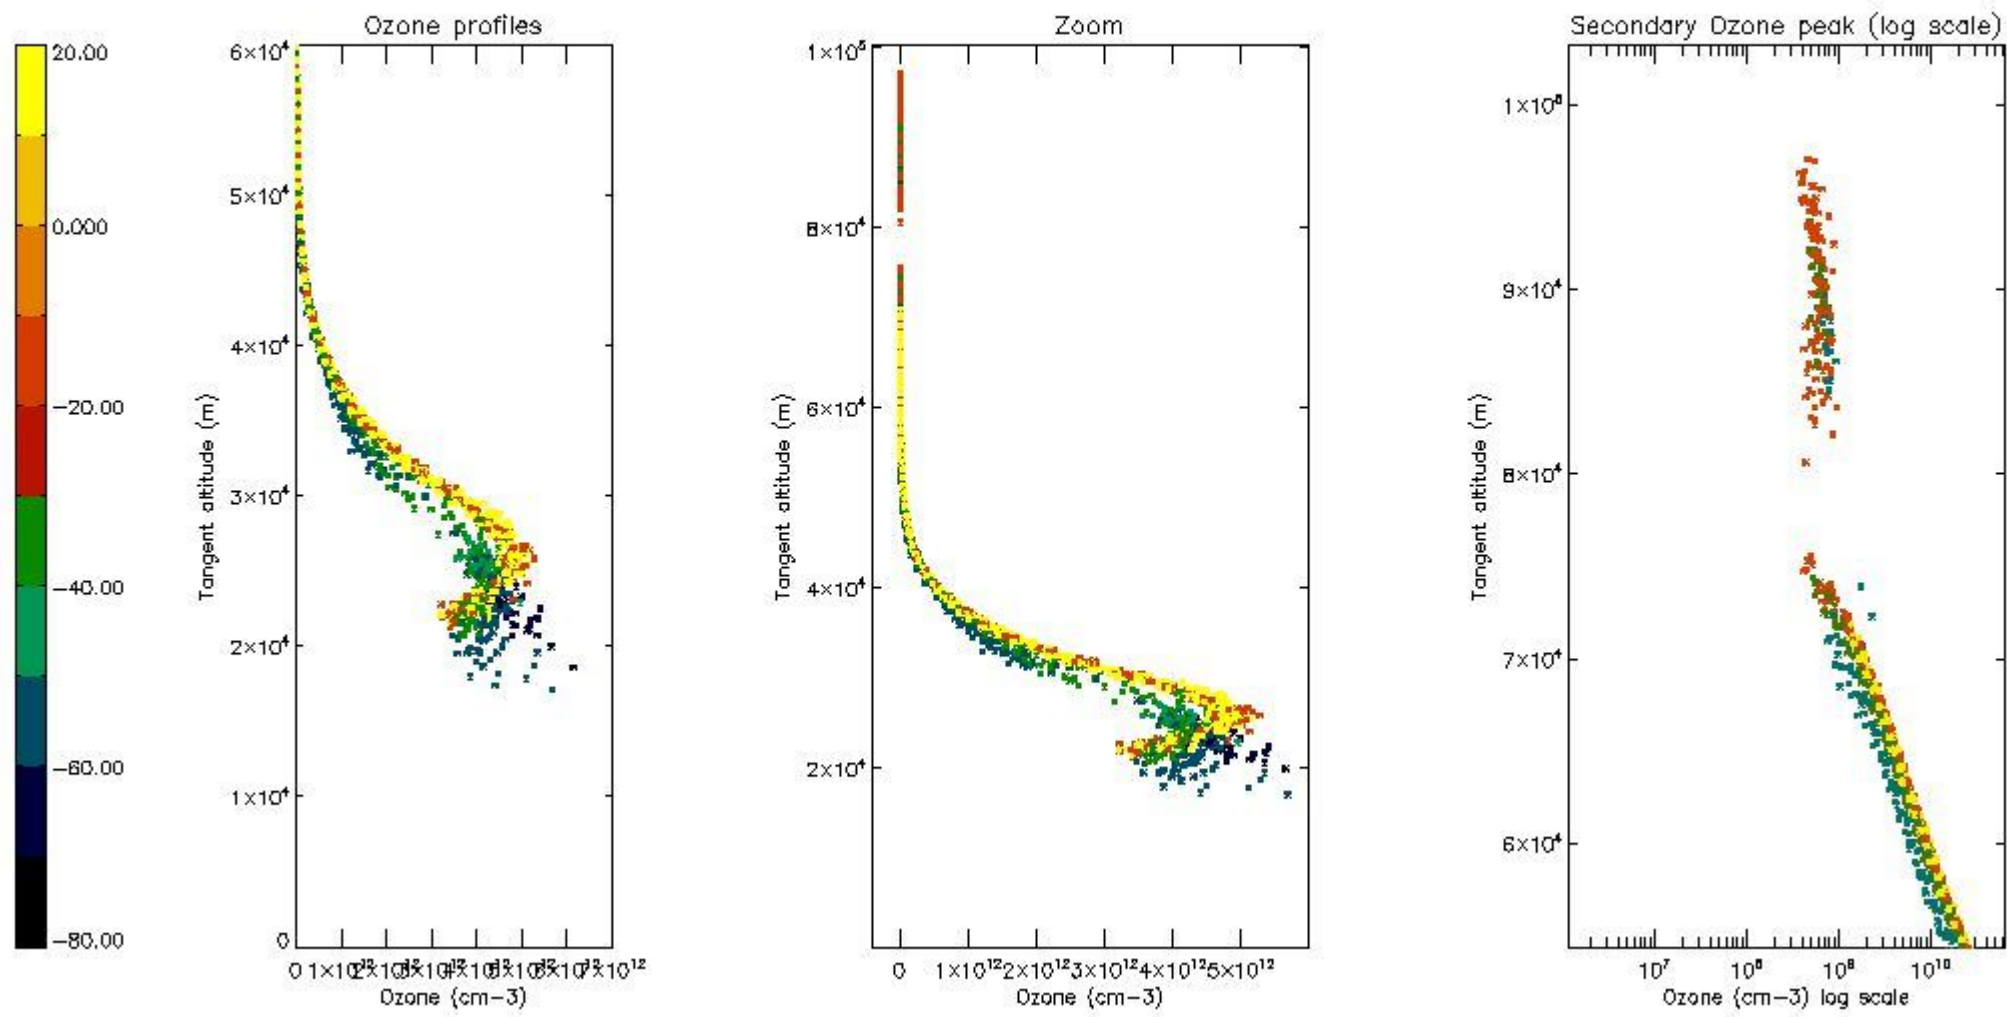 Ozone profiles
Zoom
Secondary Ozone peak (log scale)
20.00
0.000
−20.00
−40.00
−60.00
−80.00
6×10⁴
5×10⁴
4×10⁴
3×10⁴
2×10⁴
1×10⁴
0
Tangent altitude (m)
0
Ozone (cm−3)
1×10⁵
8×10⁴
6×10⁴
4×10⁴
2×10⁴
Tangent altitude (m)
0 1×10¹² 2×10¹² 3×10¹² 4×10¹² 5×10¹²
Ozone (cm−3)
9×10⁴
8×10⁴
7×10⁴
6×10⁴
Tangent altitude (m)
10⁷ 10⁸ 10⁹ 10¹⁰
Ozone (cm−3) log scale